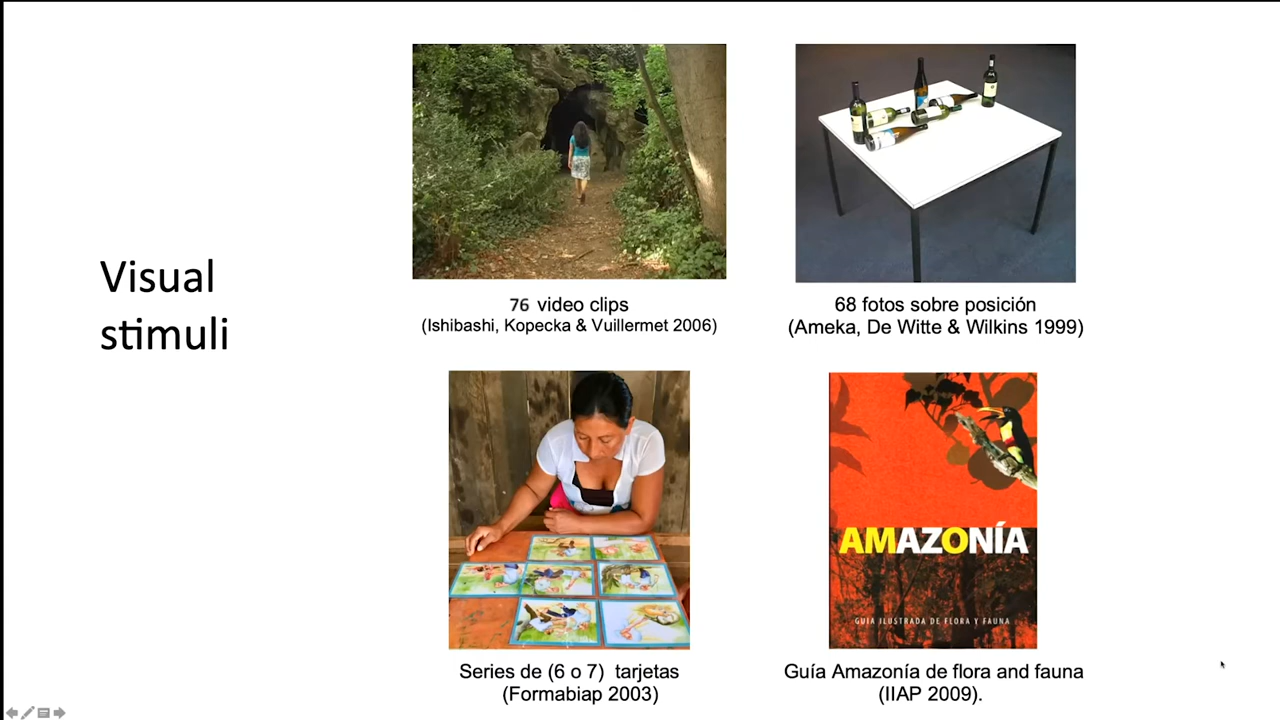 Visual
stimuli
76 video clips
(Ishibashi, Kopecka & Vuillermet 2006)
68 fotos sobre posición
(Ameka, De Witte & Wilkins 1999)
Series de (6 o 7) tarjetas
(Formabiap 2003)
AMAZONÍA
GUIA ILUSTRADA DE FLORA Y FAUNA
Guía Amazonía de flora and fauna
(IIAP 2009).